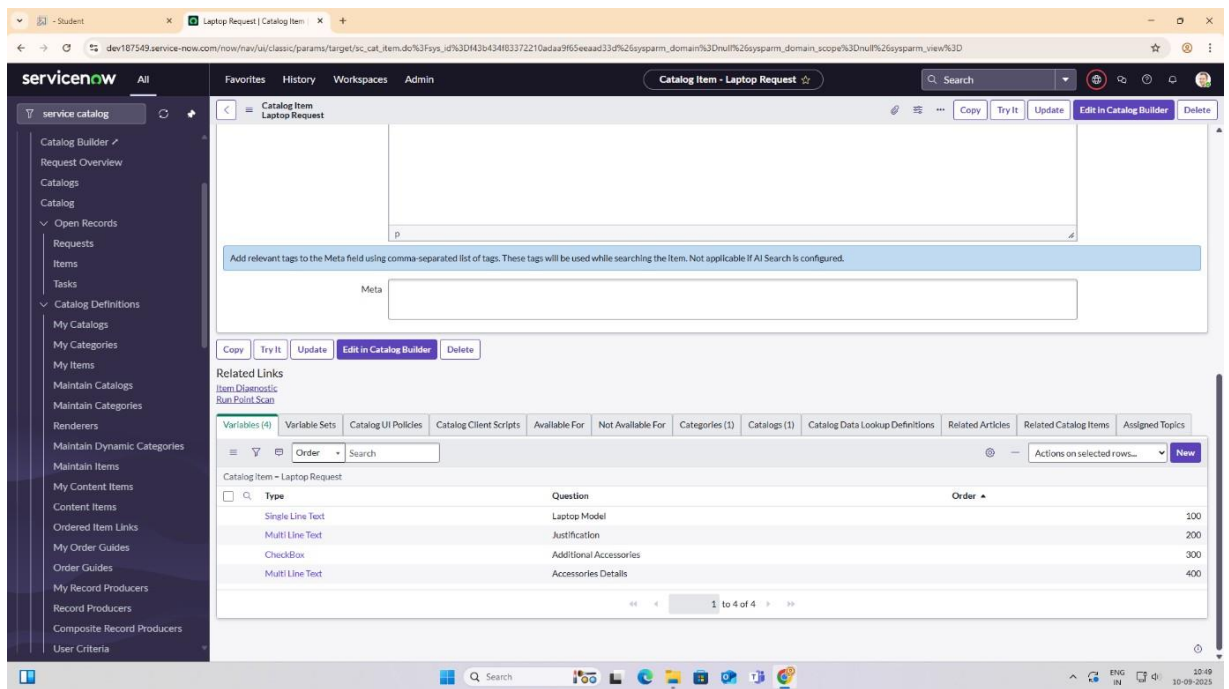 - Student
Laptop Request | Catalog Item
dev187549.service-now.com/now/nav/ui/classic/params/target/sc_cat_item.do%3Fsys_id%3Df43b434f83372210adaa9f65eeaad33d%26sysparm_domain%3Dnull%26sysparm_domain_scope%3Dnull%26sysparm_view%3D
servicenow All Favorites History Workspaces Admin Catalog Item - Laptop Request Search
service catalog
Catalog Item
Laptop Request
Copy Try It Update Edit in Catalog Builder Delete
Catalog Builder
Request Overview
Catalogs
Catalog
Open Records
Requests
Items
Tasks
Catalog Definitions
My Catalogs
My Categories
My Items
Maintain Catalogs
Maintain Categories
Renderers
Maintain Dynamic Categories
Maintain Items
My Content Items
Content Items
Ordered Item Links
My Order Guides
Order Guides
My Record Producers
Record Producers
Composite Record Producers
User Criteria
p
Add relevant tags to the Meta field using comma-separated list of tags. These tags will be used while searching the item. Not applicable if AI Search is configured.
Meta
Copy Try It Update Edit in Catalog Builder Delete
Related Links
Item Diagnostic
Run Point Scan
Variables (4) Variable Sets Catalog UI Policies Catalog Client Scripts Available For Not Available For Categories (1) Catalogs (1) Catalog Data Lookup Definitions Related Articles Related Catalog Items Assigned Topics
Order Search Actions on selected rows... New
Catalog Item = Laptop Request
Type Question Order
Single Line Text Laptop Model 100
Multi Line Text Justification 200
CheckBox Additional Accessories 300
Multi Line Text Accessories Details 400
1 to 4 of 4
Search
ENG
IN
10:49
10-09-2025